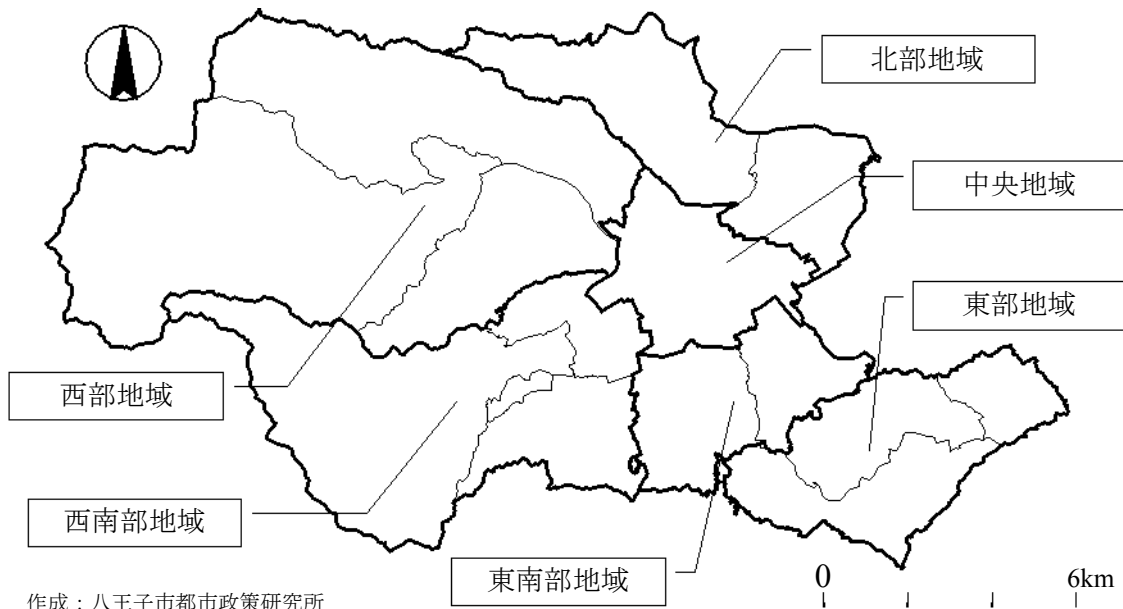 北部地域
中央地域
東部地域
西部地域
西南部地域
東南部地域
0 6km
作成：八王子市都市政策研究所